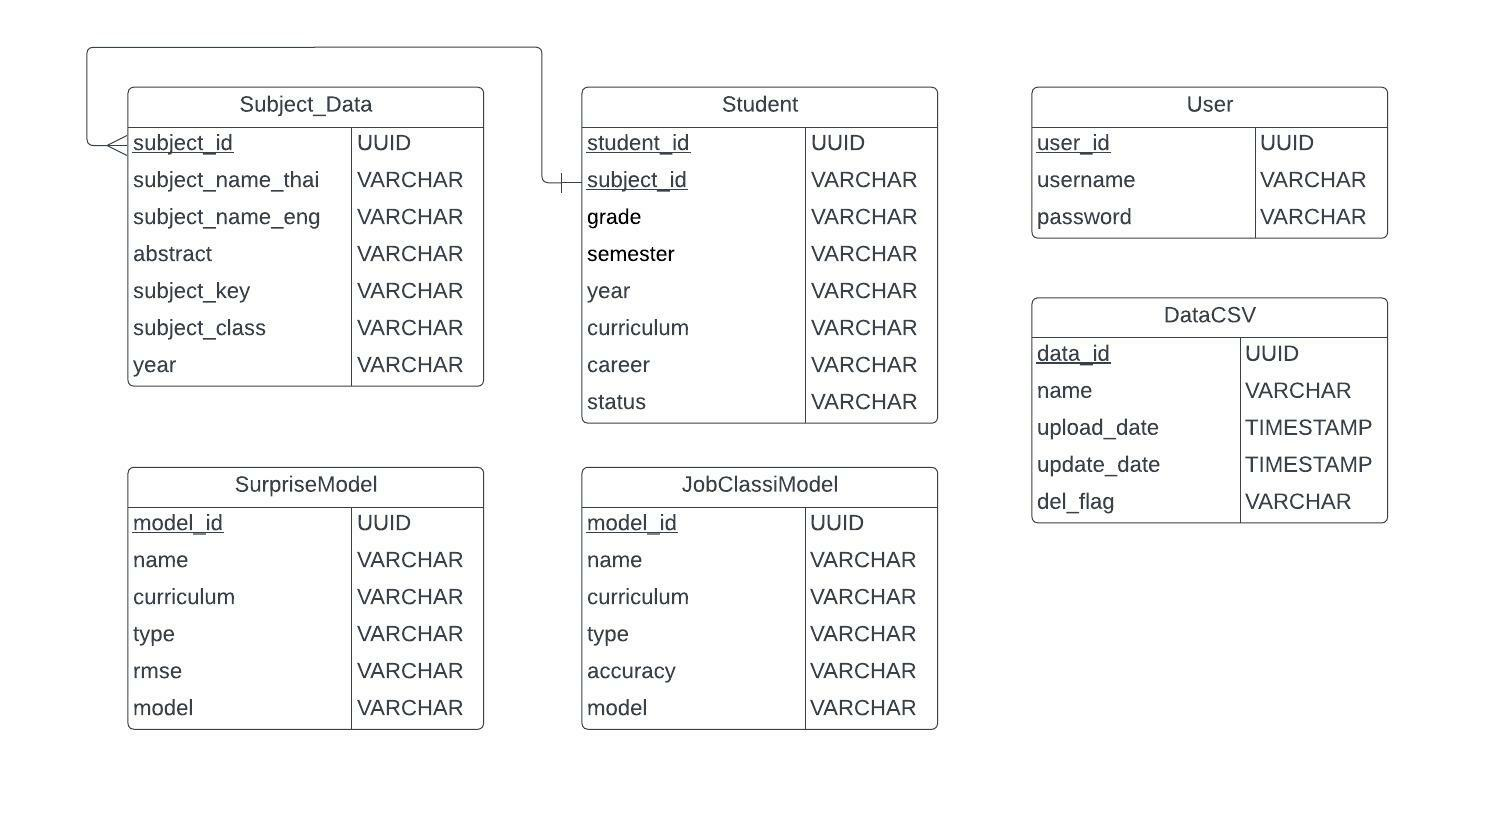 Subject_Data
subject_id UUID
subject_name_thai VARCHAR
subject_name_eng VARCHAR
abstract VARCHAR
subject_key VARCHAR
subject_class VARCHAR
year VARCHAR
Student
student_id UUID
subject_id VARCHAR
grade VARCHAR
semester VARCHAR
year VARCHAR
curriculum VARCHAR
career VARCHAR
status VARCHAR
User
user_id UUID
username VARCHAR
password VARCHAR
DataCSV
data_id UUID
name VARCHAR
upload_date TIMESTAMP
update_date TIMESTAMP
del_flag VARCHAR
SurpriseModel
model_id UUID
name VARCHAR
curriculum VARCHAR
type VARCHAR
rmse VARCHAR
model VARCHAR
JobClassiModel
model_id UUID
name VARCHAR
curriculum VARCHAR
type VARCHAR
accuracy VARCHAR
model VARCHAR